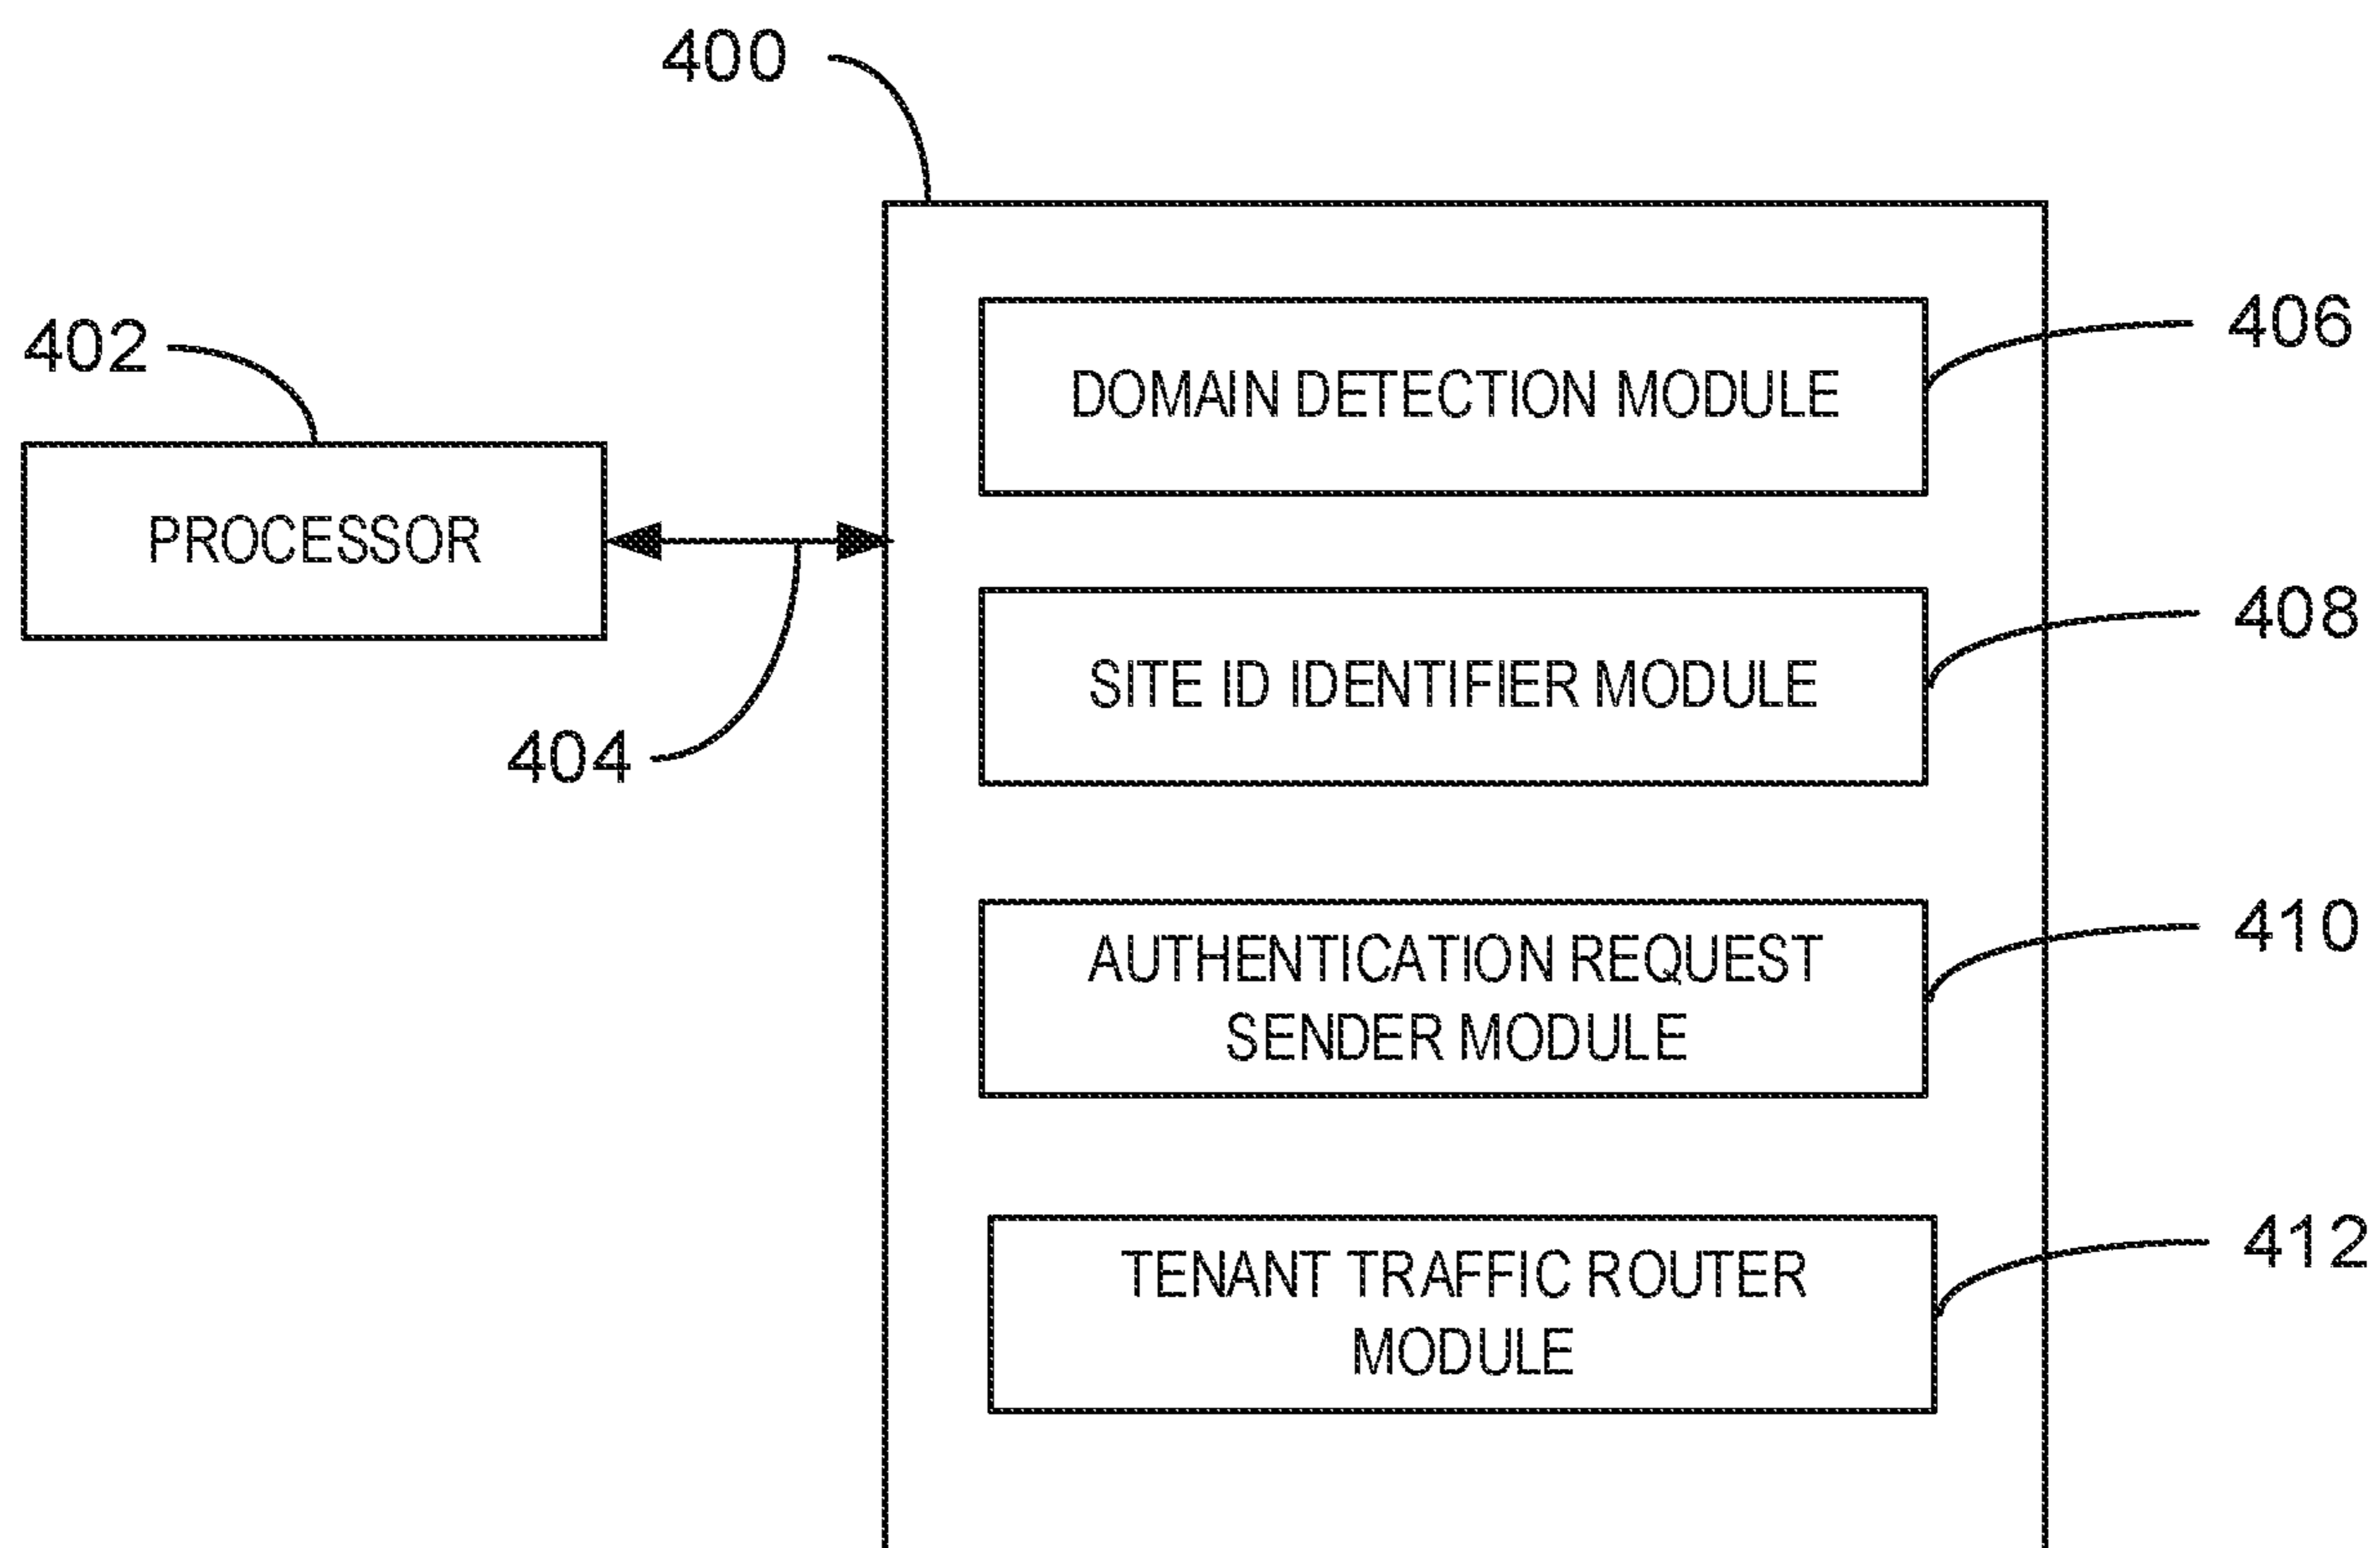 400
402
406
DOMAIN DETECTION MODULE
PROCESSOR
408
SITE ID IDENTIFIER MODULE
404
410
AUTHENTICATION REQUEST
SENDER MODULE
412
TENANT TRAFFIC ROUTER
MODULE